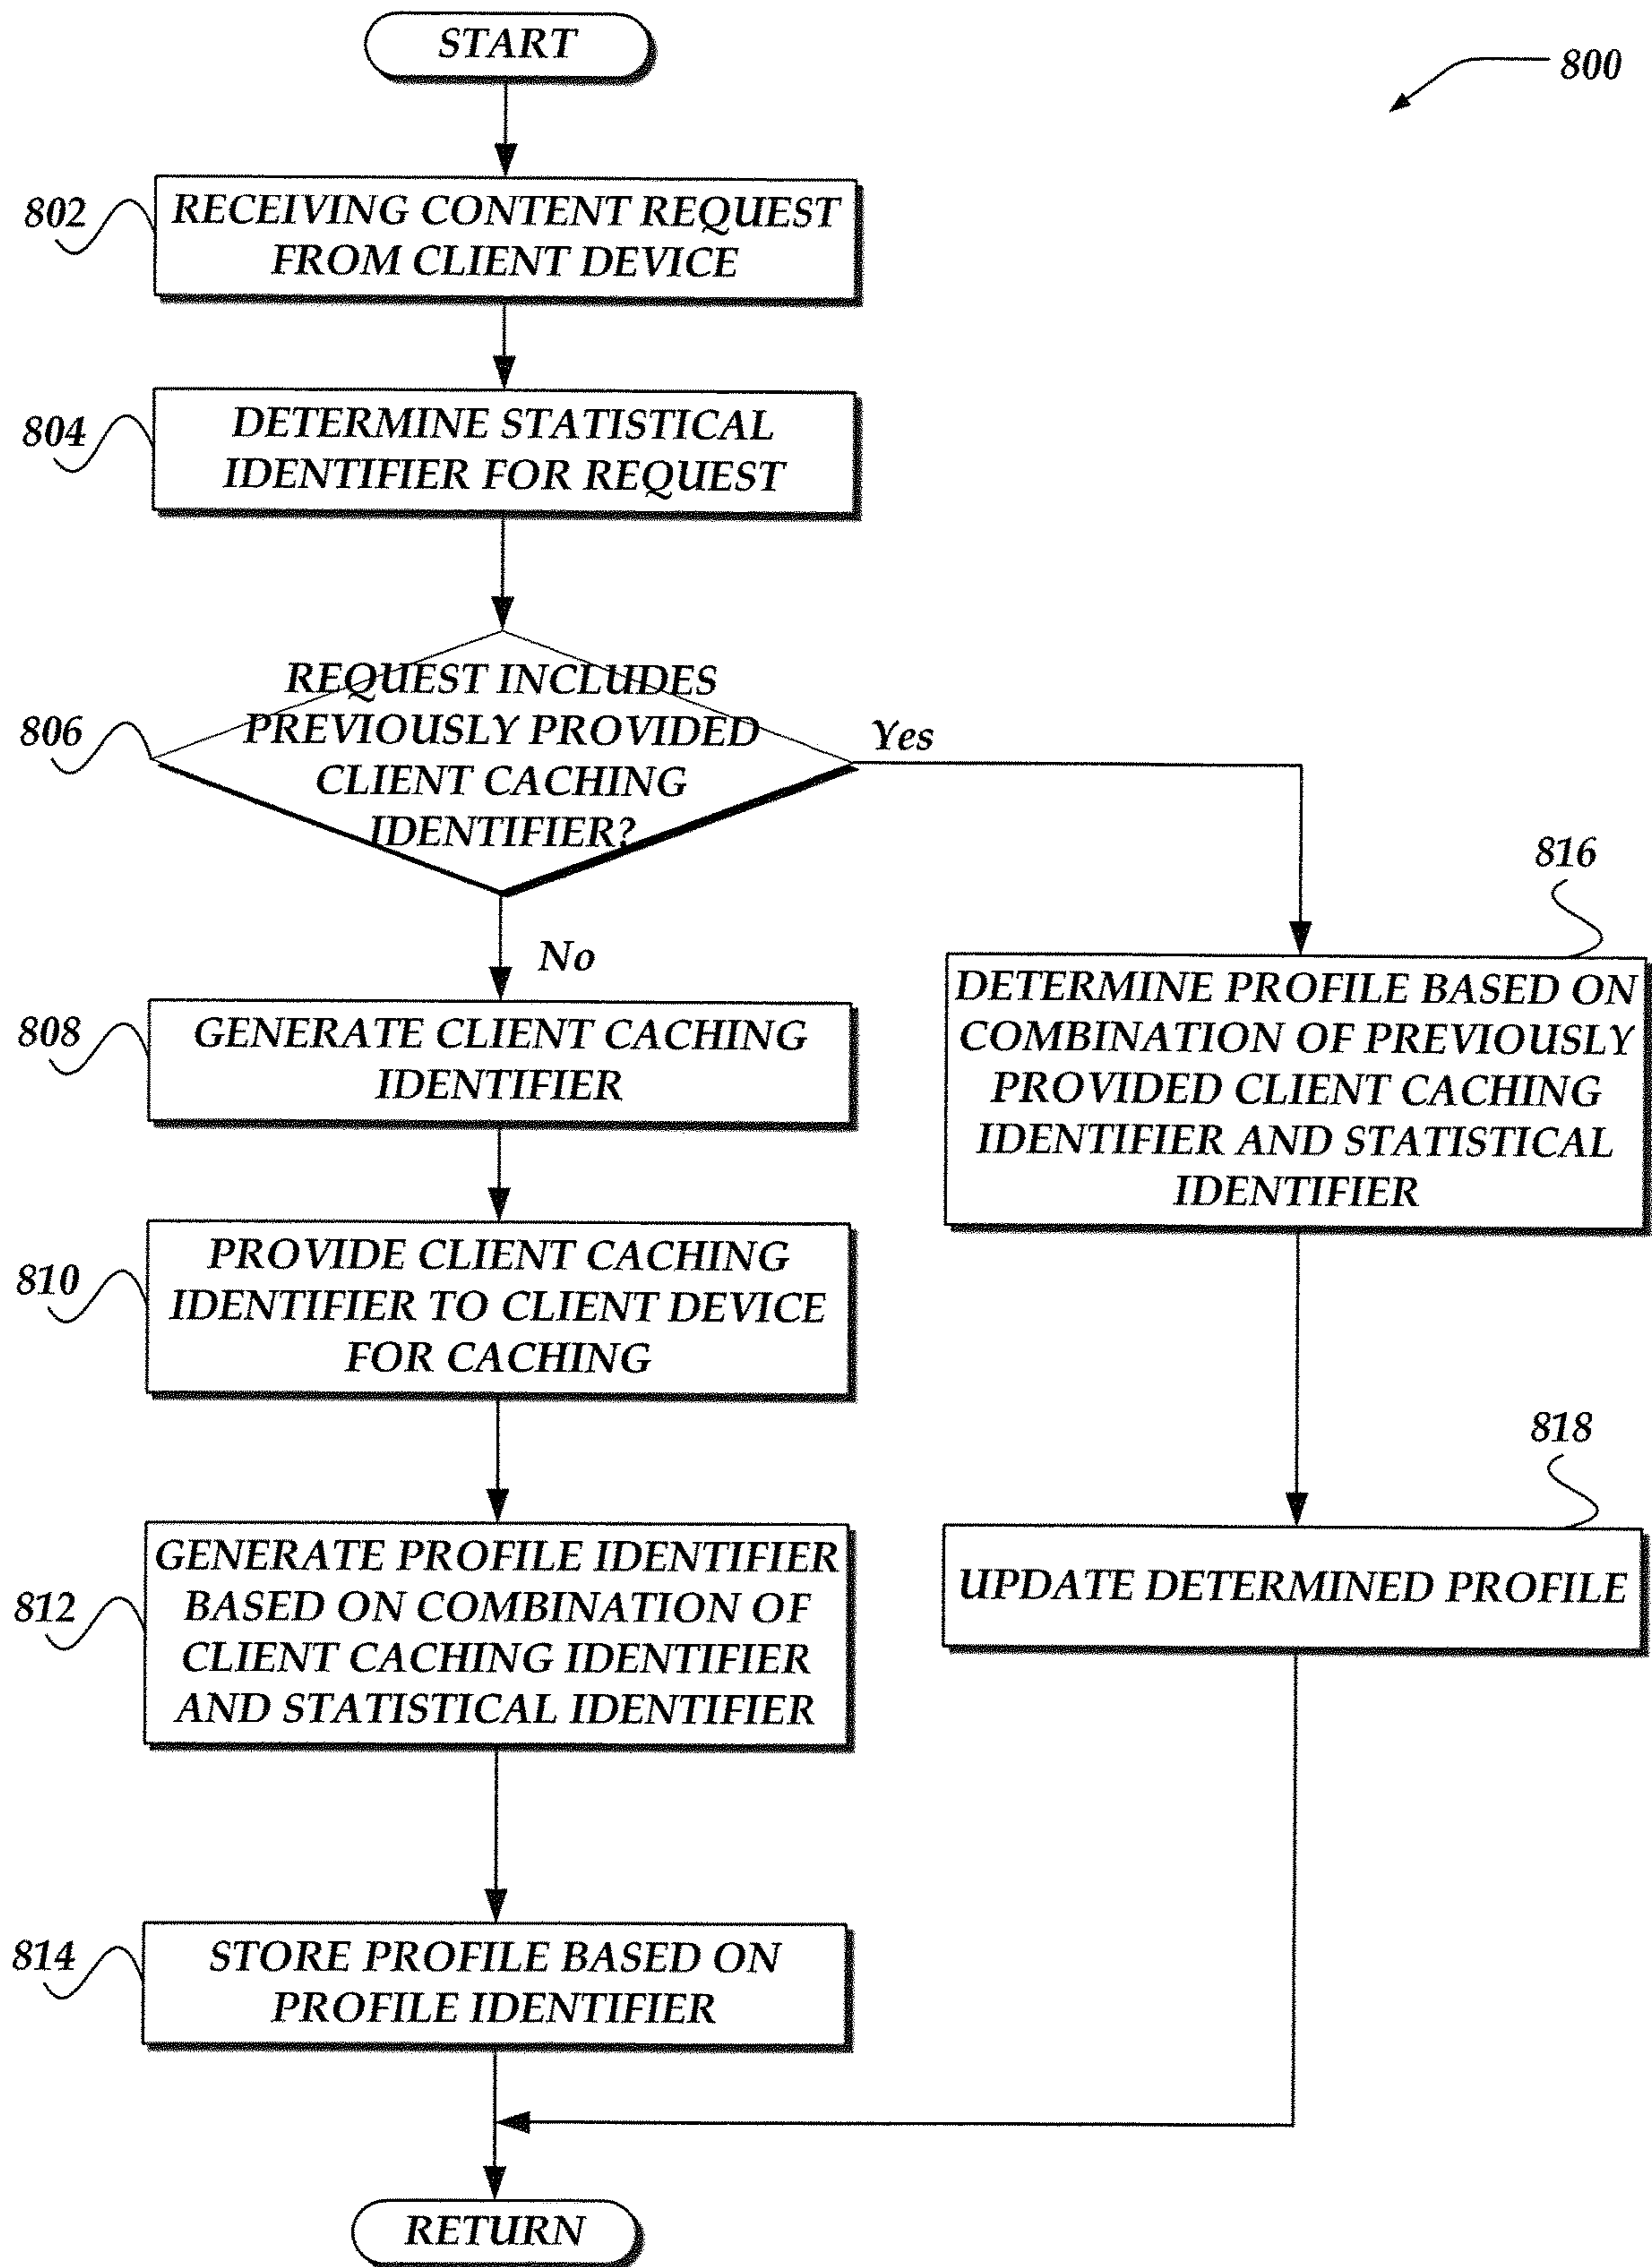 START
800
802
RECEIVING CONTENT REQUEST
FROM CLIENT DEVICE
804
DETERMINE STATISTICAL
IDENTIFIER FOR REQUEST
806
REQUEST INCLUDES
PREVIOUSLY PROVIDED
CLIENT CACHING
IDENTIFIER?
Yes
No
808
GENERATE CLIENT CACHING
IDENTIFIER
810
PROVIDE CLIENT CACHING
IDENTIFIER TO CLIENT DEVICE
FOR CACHING
812
GENERATE PROFILE IDENTIFIER
BASED ON COMBINATION OF
CLIENT CACHING IDENTIFIER
AND STATISTICAL IDENTIFIER
814
STORE PROFILE BASED ON
PROFILE IDENTIFIER
816
DETERMINE PROFILE BASED ON
COMBINATION OF PREVIOUSLY
PROVIDED CLIENT CACHING
IDENTIFIER AND STATISTICAL
IDENTIFIER
818
UPDATE DETERMINED PROFILE
RETURN